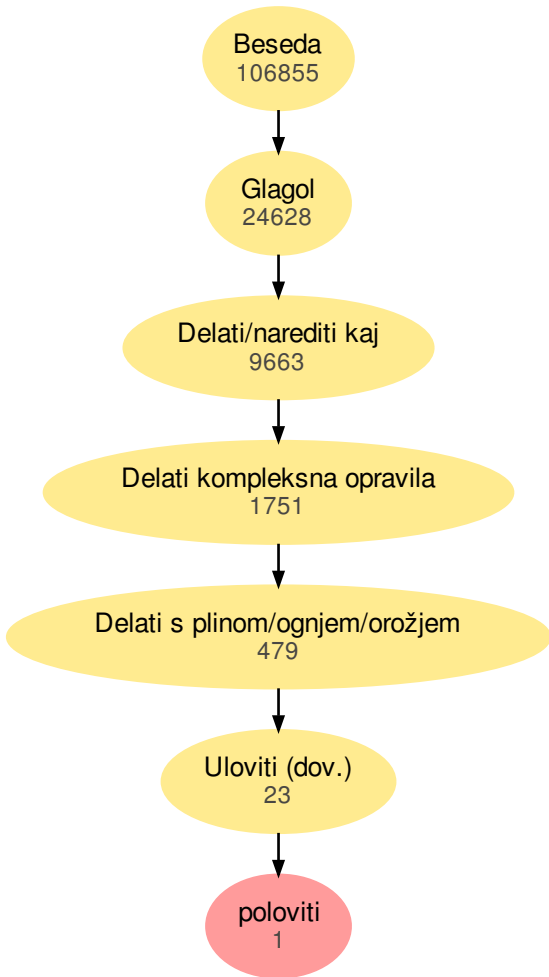 Beseda
106855
Glagol
24628
Delati/narediti kaj
9663
Delati kompleksna opravila
1751
Delati s plinom/ognjem/orožjem
479
Uloviti (dov.)
23
poloviti
1